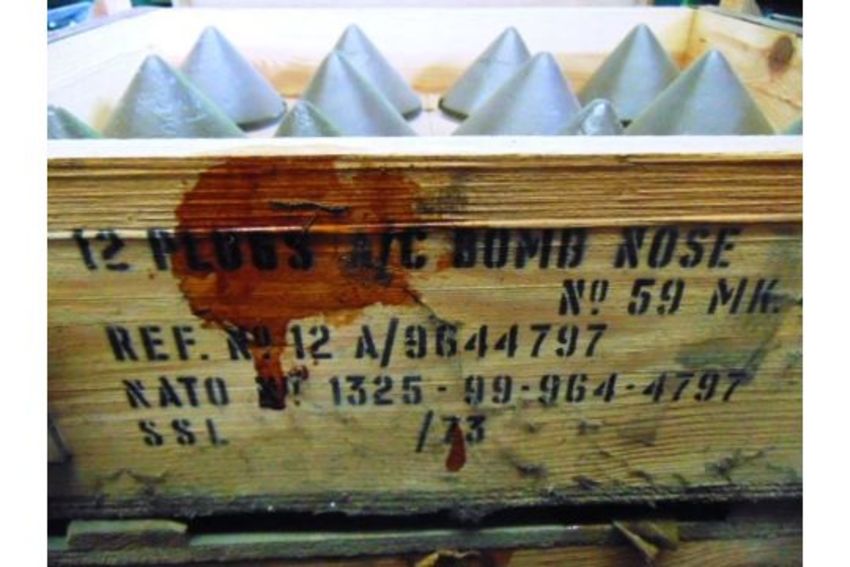 12 PLUGS A/C BOMB NOSE
Nº 59 MK.
REF. Nº 12 A/9644797
NATO Nº 1325-99-964-4797
SSL /73